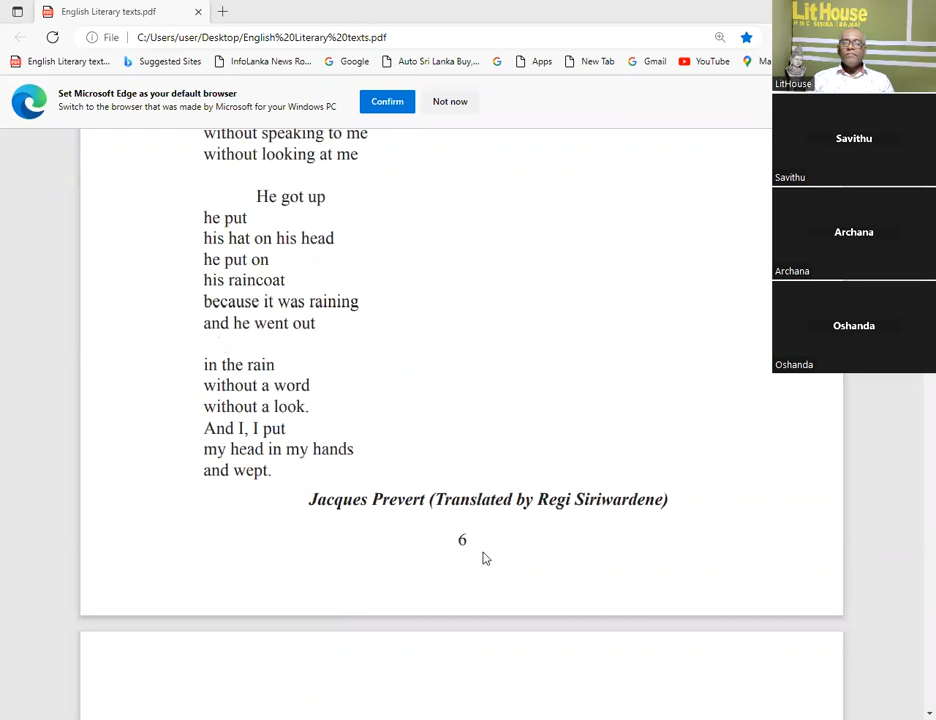 English Literary texts.pdf
File
C:/Users/user/Desktop/English%20Literary%20texts.pdf
English Literary text...
Suggested Sites
InfoLanka News Ro...
Google
Auto Sri Lanka Buy,...
Apps
New Tab
Gmail
YouTube
Ma
Set Microsoft Edge as your default browser
Switch to the browser that was made by Microsoft for your Windows PC
Confirm
Not now
without speaking to me
without looking at me
He got up
he put
his hat on his head
he put on
his raincoat
because it was raining
and he went out
in the rain
without a word
without a look.
And I, I put
my head in my hands
and wept.
Jacques Prevert (Translated by Regi Siriwardene)
6
LitHouse
LitHouse
Savithu
Savithu
Archana
Archana
Oshanda
Oshanda